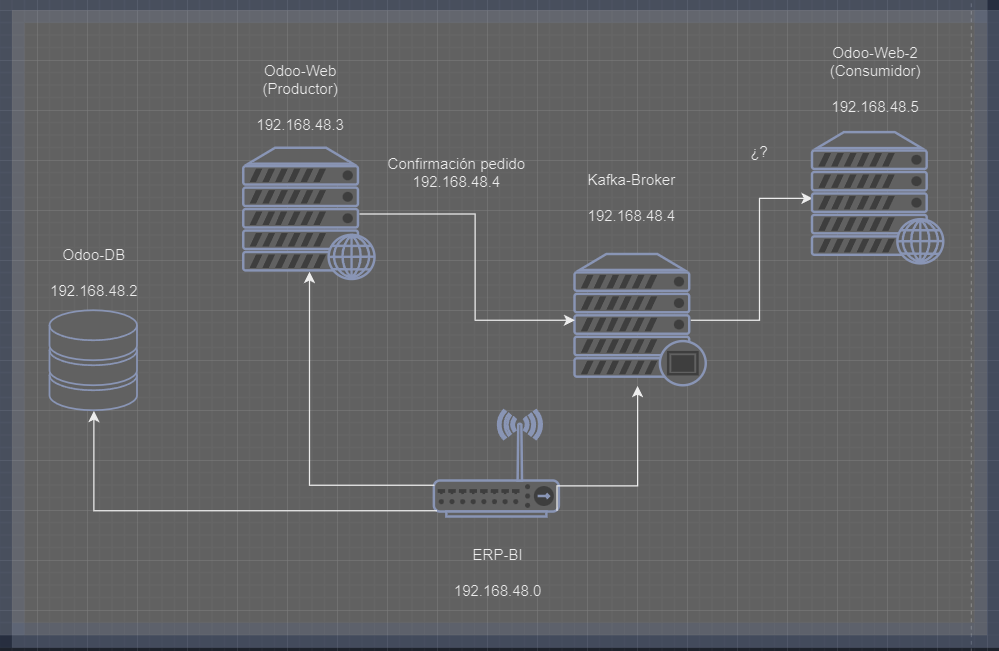 Odoo-Web
(Productor)
192.168.48.3
Odoo-Web-2
(Consumidor)
192.168.48.5
Confirmación pedido
192.168.48.4
¿?
Kafka-Broker
192.168.48.4
Odoo-DB
192.168.48.2
ERP-BI
192.168.48.0